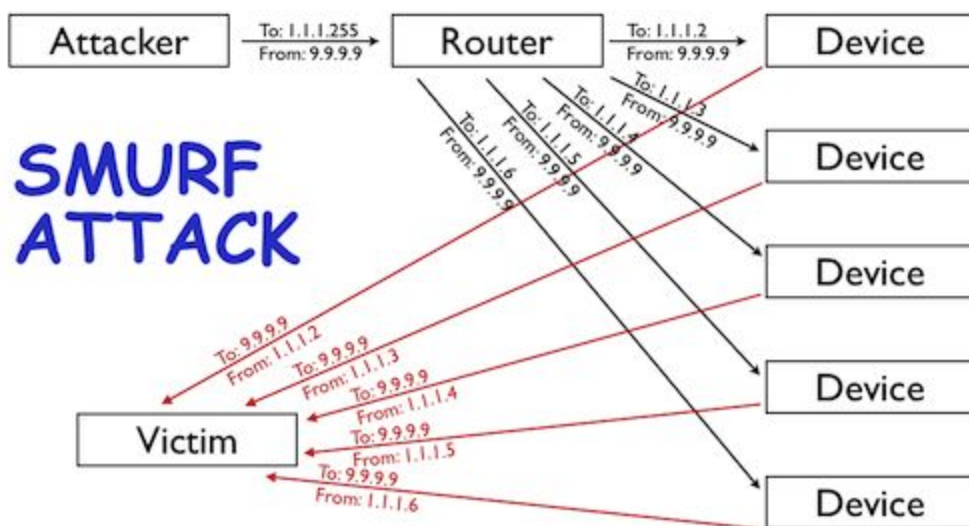 Attacker
To: 1.1.1.255
From: 9.9.9.9
Router
To: 1.1.1.2
From: 9.9.9.9
Device
To: 1.1.1.3
From: 9.9.9.9
Device
To: 1.1.1.4
From: 9.9.9.9
Device
To: 1.1.1.5
From: 9.9.9.9
Device
To: 1.1.1.6
From: 9.9.9.9
Device
SMURF
ATTACK
To: 9.9.9.9
From: 1.1.1.2
To: 9.9.9.9
From: 1.1.1.3
To: 9.9.9.9
From: 1.1.1.4
Victim
To: 9.9.9.9
From: 1.1.1.5
To: 9.9.9.9
From: 1.1.1.6